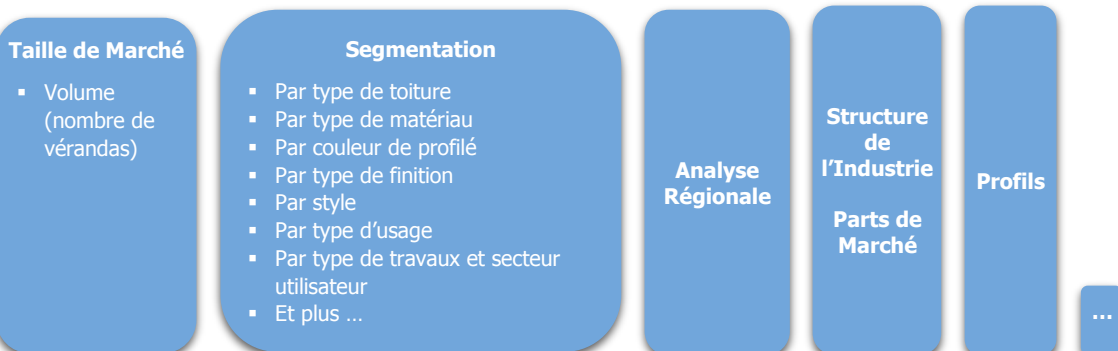 Taille de Marché
▪ Volume
(nombre de
vérandas)
Segmentation
▪ Par type de toiture
▪ Par type de matériau
▪ Par couleur de profilé
▪ Par type de finition
▪ Par style
▪ Par type d’usage
▪ Par type de travaux et secteur
utilisateur
▪ Et plus …
Analyse
Régionale
Structure
de
l’Industrie
Parts de
Marché
Profils
...